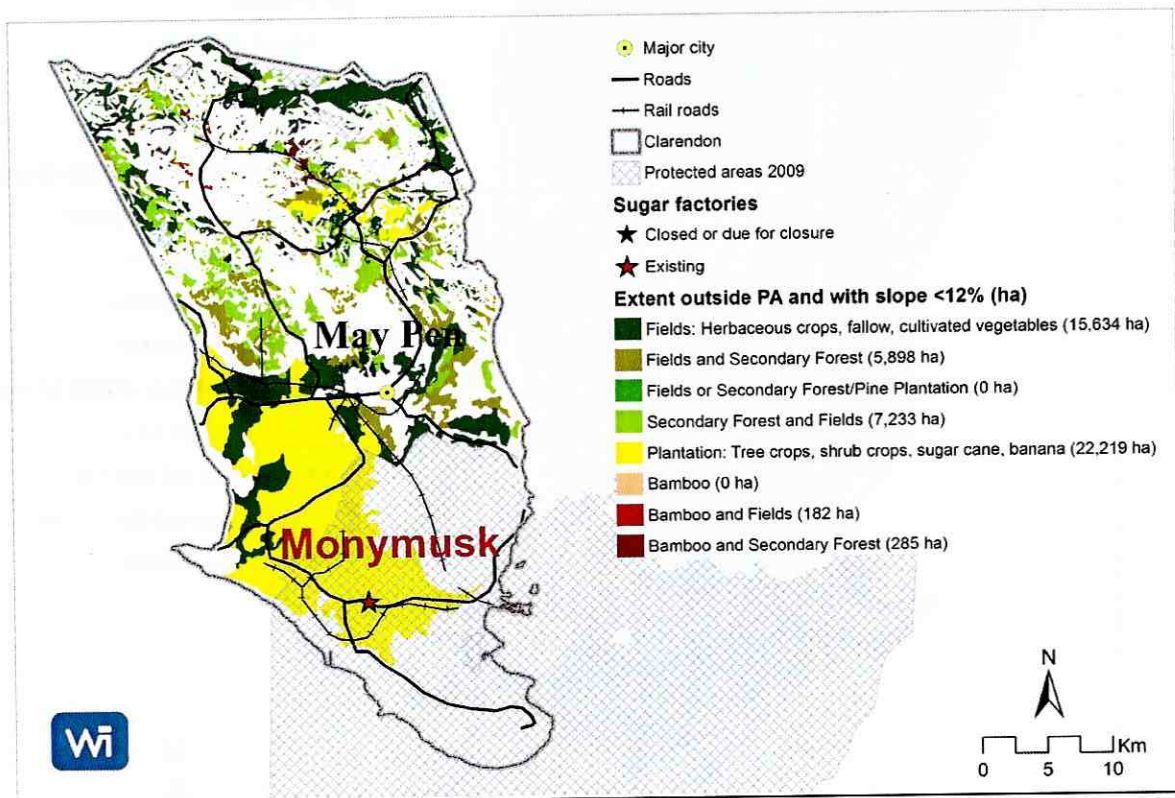 Major city
Roads
Rail roads
Clarendon
Protected areas 2009
Sugar factories
Closed or due for closure
Existing
Extent outside PA and with slope <12% (ha)
Fields: Herbaceous crops, fallow, cultivated vegetables (15,634 ha)
Fields and Secondary Forest (5,898 ha)
Fields or Secondary Forest/Pine Plantation (0 ha)
Secondary Forest and Fields (7,233 ha)
Plantation: Tree crops, shrub crops, sugar cane, banana (22,219 ha)
Bamboo (0 ha)
Bamboo and Fields (182 ha)
Bamboo and Secondary Forest (285 ha)
May Pen
Monymusk
N
Km
0 5 10
Wi